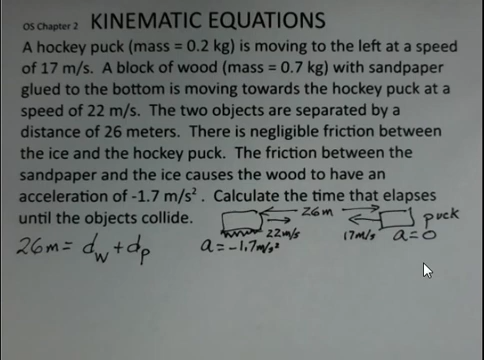 OS Chapter 2 KINEMATIC EQUATIONS
A hockey puck (mass = 0.2 kg) is moving to the left at a speed
of 17 m/s. A block of wood (mass = 0.7 kg) with sandpaper
glued to the bottom is moving towards the hockey puck at a
speed of 22 m/s. The two objects are separated by a
distance of 26 meters. There is negligible friction between
the ice and the hockey puck. The friction between the
sandpaper and the ice causes the wood to have an
acceleration of -1.7 m/s². Calculate the time that elapses
until the objects collide.
26m
puck
22m/s
17m/s
a=0
26m = dw + dp
a=-1.7m/s²